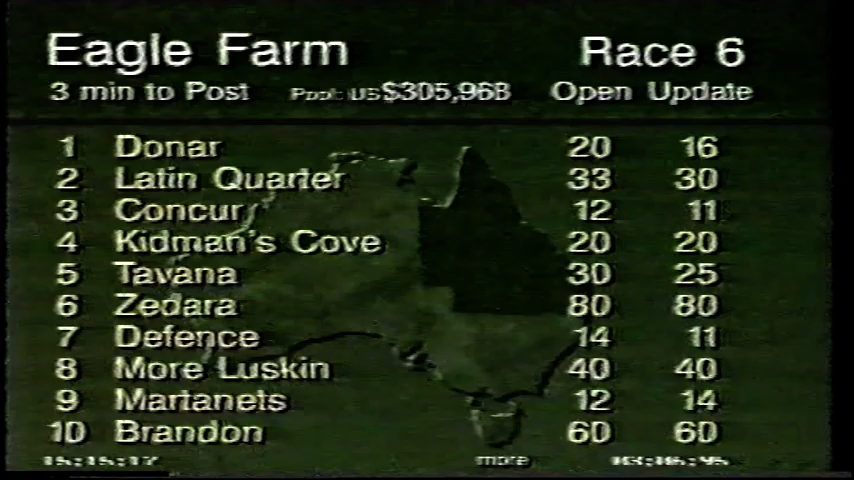 Eagle Farm Race 6
3 min to Post Pool: US$305,968 Open Update
1 Donar 20 16
2 Latin Quarter 33 30
3 Concur 12 11
4 Kidman's Cove 20 20
5 Tavana 30 25
6 Zedara 80 80
7 Defence 14 11
8 More Luskin 40 40
9 Martanets 12 14
10 Brandon 60 60
more